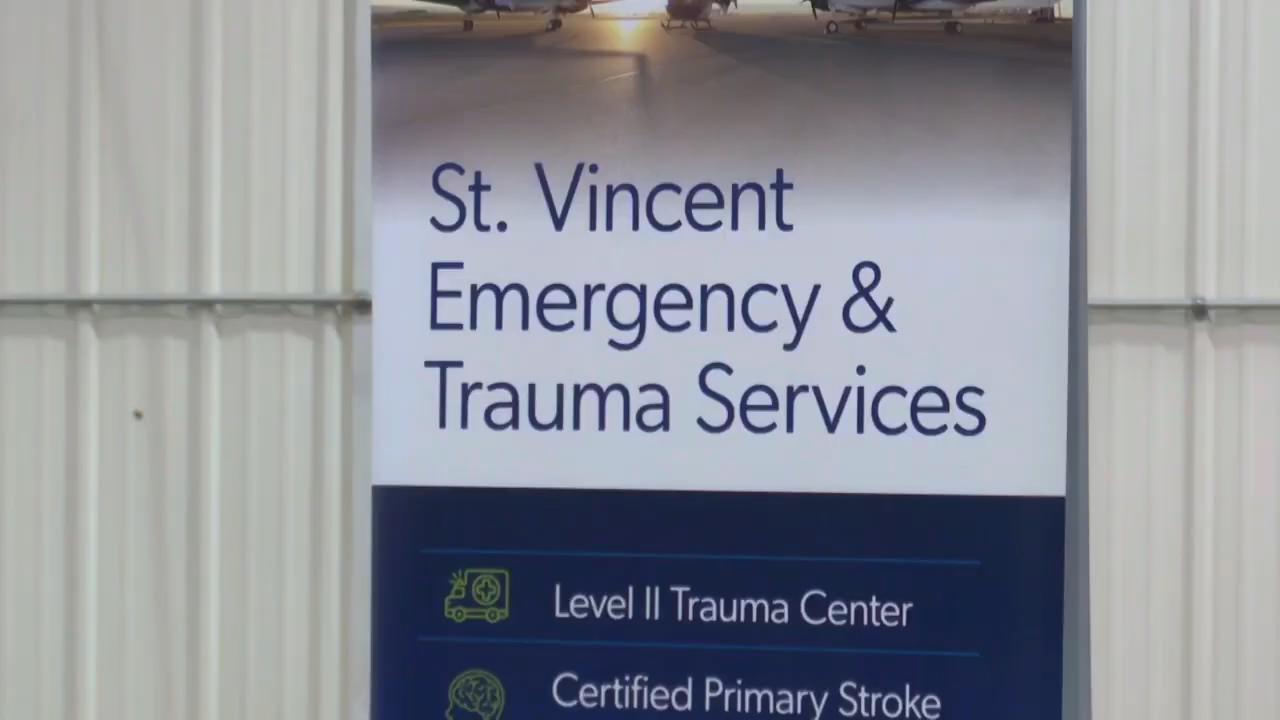 St. Vincent
Emergency &
Trauma Services
Level II Trauma Center
Certified Primary Stroke